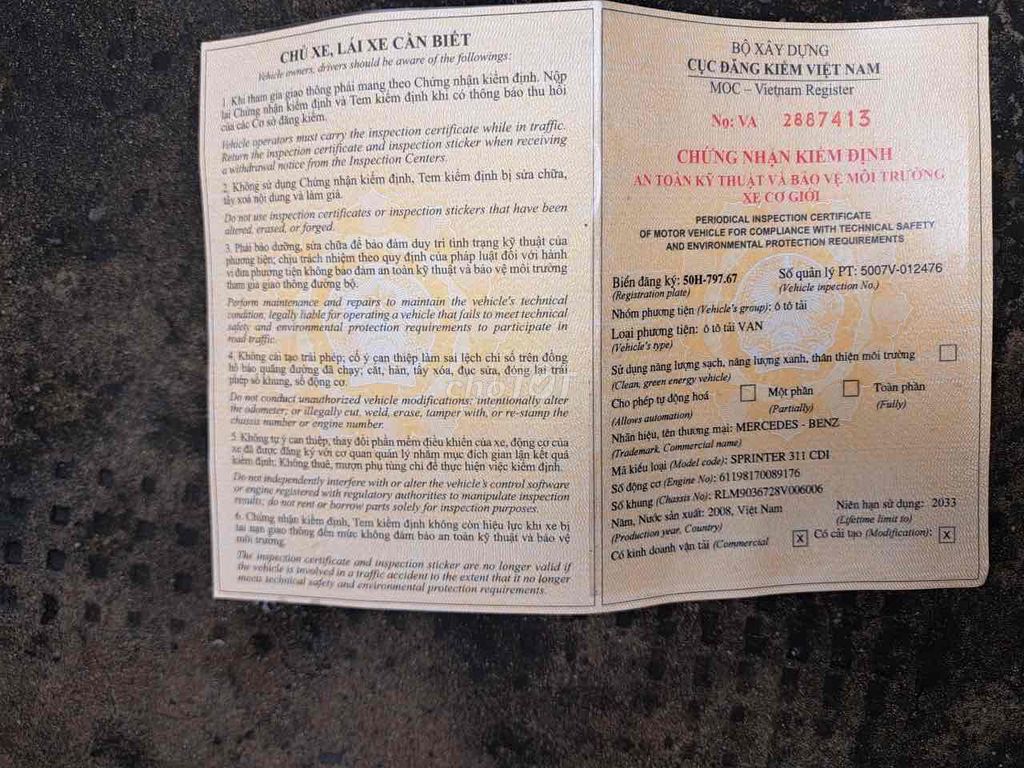 CHỦ XE, LÁI XE CẦN BIẾT
Vehicle owners, drivers should be aware of the followings:
1. Khi tham gia giao thông phải mang theo Chứng nhận kiểm định. Nộp
lại Chứng nhận kiểm định và Tem kiểm định khi có thông báo thu hồi
của các Cơ sở đăng kiểm.
Vehicle operators must carry the inspection certificate while in traffic.
Return the inspection certificate and inspection sticker when receiving
a withdrawal notice from the Inspection Centers.
2. Không sử dụng Chứng nhận kiểm định, Tem kiểm định bị sửa chữa,
tẩy xoá nội dung và làm giả.
Do not use inspection certificates or inspection stickers that have been
altered, erased, or forged.
3. Phải bảo dưỡng, sửa chữa để bảo đảm duy trì tình trạng kỹ thuật của
phương tiện; chịu trách nhiệm theo quy định của pháp luật đối với hành
vi đưa phương tiện không bảo đảm an toàn kỹ thuật và bảo vệ môi trường
tham gia giao thông đường bộ.
Perform maintenance and repairs to maintain the vehicle's technical
condition, legally liable for operating a vehicle that fails to meet technical
safety and environmental protection requirements to participate in
road traffic.
4. Không cải tạo trái phép; cố ý can thiệp làm sai lệch chỉ số trên đồng
hồ báo quãng đường đã chạy; cắt, hàn, tẩy xóa, đục sửa, đóng lại trái
phép số khung, số động cơ.
Do not conduct unauthorized vehicle modifications: intentionally alter
the odometer; or illegally cut, weld, erase, tamper with, or re-stamp the
chassis number or engine number.
5. Không tự ý can thiệp, thay đổi phần mềm điều khiển của xe, động cơ của
xe đã được đăng ký với cơ quan quản lý nhằm mục đích gian lận kết quả
kiểm định; Không thuê, mượn phụ tùng chỉ để thực hiện việc kiểm định.
Do not independently interfere with or alter the vehicle's control software
or engine registered with regulatory authorities to manipulate inspection
results; do not rent or borrow parts solely for inspection purposes.
6. Chứng nhận kiểm định, Tem kiểm định không còn hiệu lực khi xe bị
tai nạn giao thông đến mức không đảm bảo an toàn kỹ thuật và bảo vệ
môi trường.
The inspection certificate and inspection sticker are no longer valid if
the vehicle is involved in a traffic accident to the extent that it no longer
meets technical safety and environmental protection requirements.
BỘ XÂY DỰNG
CỤC ĐĂNG KIỂM VIỆT NAM
MOC – Vietnam Register
No: VA 2887413
CHỨNG NHẬN KIỂM ĐỊNH
AN TOÀN KỸ THUẬT VÀ BẢO VỆ MÔI TRƯỜNG
XE CƠ GIỚI
PERIODICAL INSPECTION CERTIFICATE
OF MOTOR VEHICLE FOR COMPLIANCE WITH TECHNICAL SAFETY
AND ENVIRONMENTAL PROTECTION REQUIREMENTS
Biển đăng ký: 50H-797.67 Số quản lý PT: 5007V-012476
(Registration plate) (Vehicle inpection No.)
Nhóm phương tiện (Vehicle's group): ô tô tải
Loại phương tiện: ô tô tải VAN
(Vehicle's type)
Sử dụng năng lượng sạch, năng lượng xanh, thân thiện môi trường
(Clean, green energy vehicle)
Cho phép tự động hoá Một phần Toàn phần
(Allows automation) (Partially) (Fully)
Nhãn hiệu, tên thương mại: MERCEDES - BENZ
(Trademark, Commercial name)
Mã kiểu loại (Model code): SPRINTER 311 CDI
Số động cơ (Engine No): 61198170089176
Số khung (Chassis No): RLM9036728V006006
Năm, Nước sản xuất: 2008, Việt Nam Niên hạn sử dụng: 2033
(Production year, Country) (Lifetime limit to)
Có kinh doanh vận tải (Commercial X Có cải tạo (Modification): X
chợ TỐT